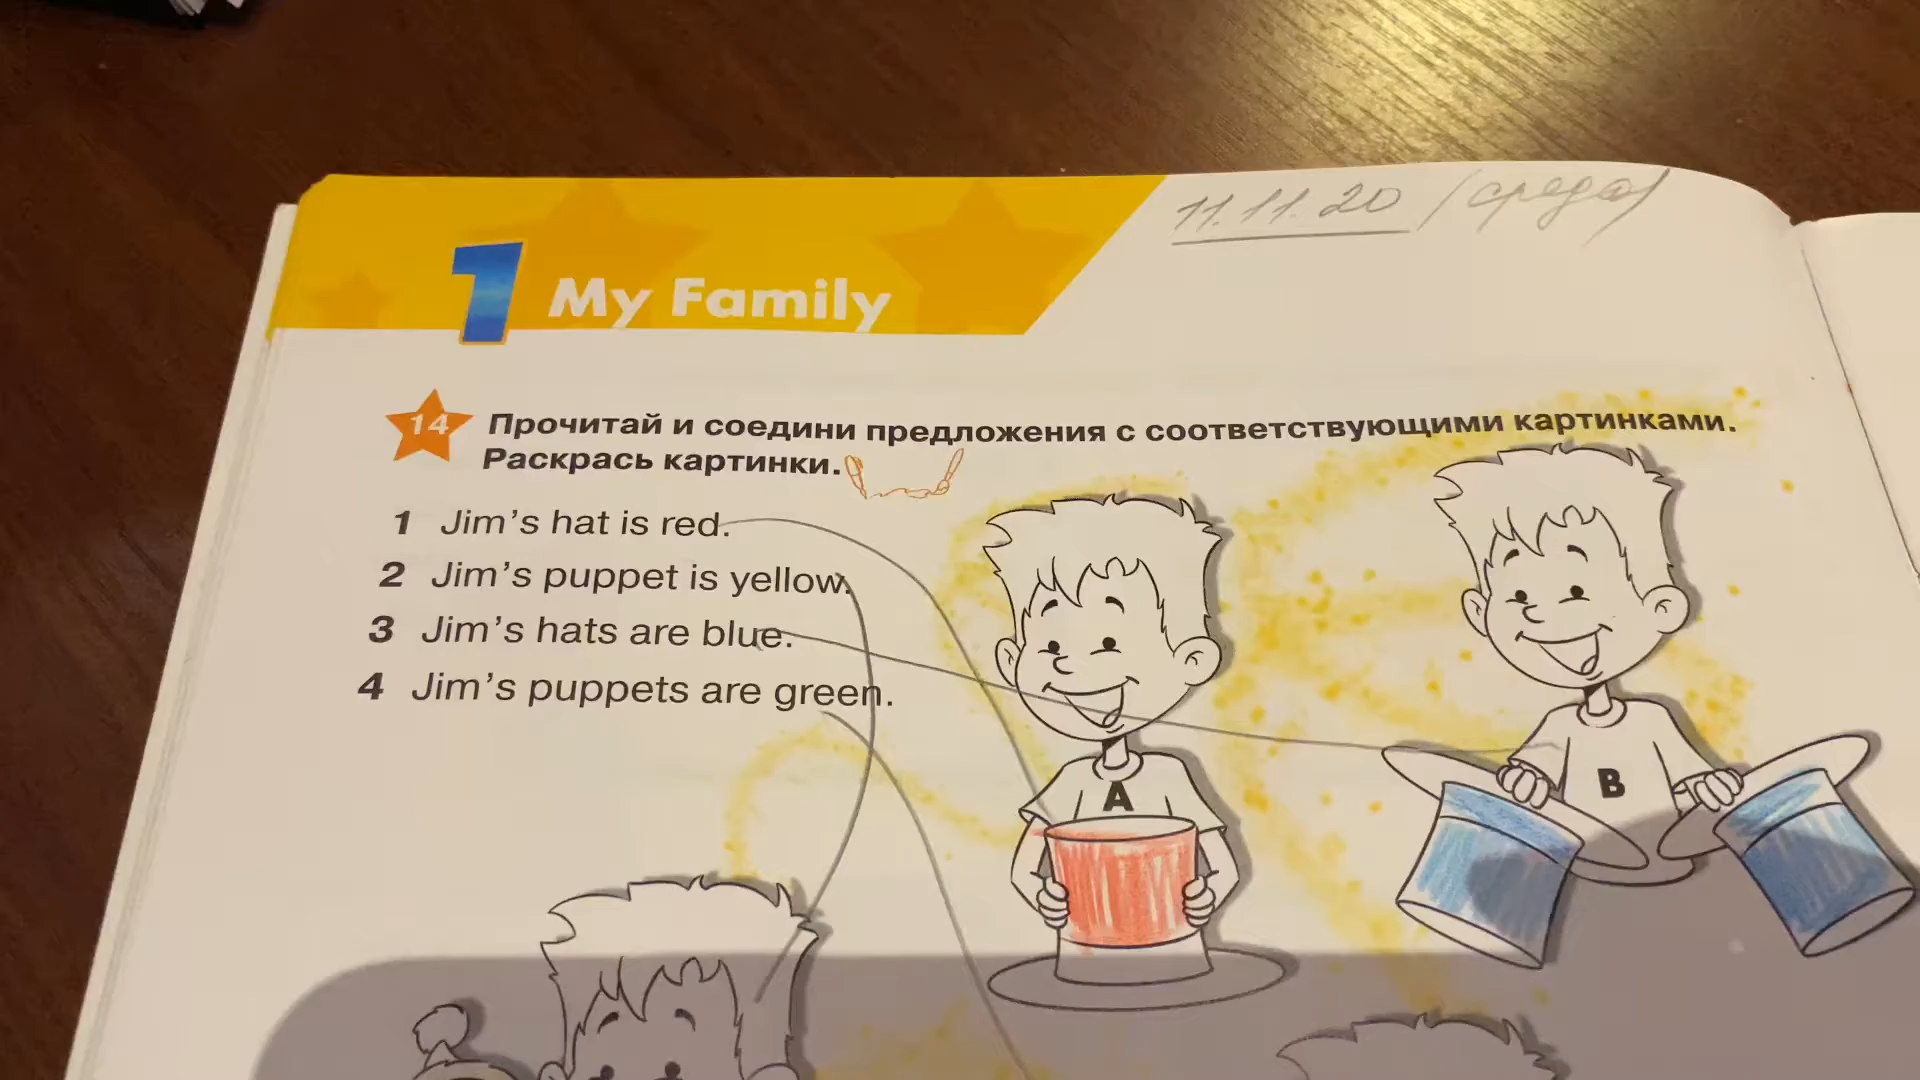 11.11.20 / среда /
1 My Family
14 Прочитай и соедини предложения с соответствующими картинками.
Раскрась картинки.
1 Jim's hat is red.
2 Jim's puppet is yellow.
3 Jim's hats are blue.
4 Jim's puppets are green.
A
B